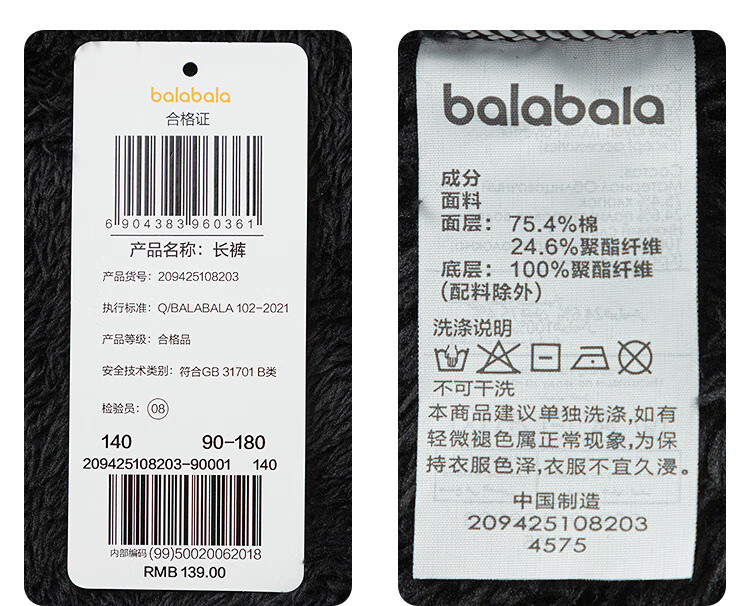 balabala
合格证
6 904383 960361
产品名称：长裤
产品货号：209425108203
执行标准：Q/BALABALA 102-2021
产品等级：合格品
安全技术类别：符合GB 31701 B类
检验员：08
140 90-180
209425108203-90001 140
内部编码 (99)50020062018
RMB 139.00
balabala
成分
面料
面层：75.4%棉
24.6%聚酯纤维
底层：100%聚酯纤维
(配料除外)
洗涤说明
不可干洗
本商品建议单独洗涤,如有
轻微褪色属正常现象,为保
持衣服色泽,衣服不宜久浸。
中国制造
209425108203
4575